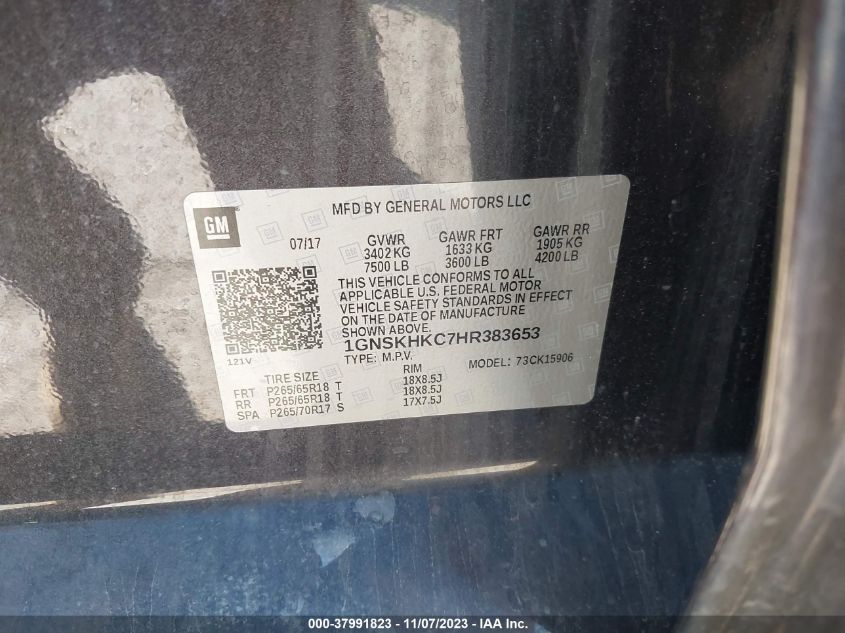 GM
MFD BY GENERAL MOTORS LLC
07/17 GVWR GAWR FRT GAWR RR
3402 KG 1633 KG 1905 KG
7500 LB 3600 LB 4200 LB
THIS VEHICLE CONFORMS TO ALL
APPLICABLE U.S. FEDERAL MOTOR
VEHICLE SAFETY STANDARDS IN EFFECT
ON THE DATE OF MANUFACTURE
SHOWN ABOVE.
1GNSKHKC7HR383653
121V
TYPE: M.P.V. MODEL: 73CK15906
TIRE SIZE RIM
FRT P265/65R18 T 18X8.5J
RR P265/65R18 T 18X8.5J
SPA P265/70R17 S 17X7.5J
000-37991823 - 11/07/2023 - IAA Inc.